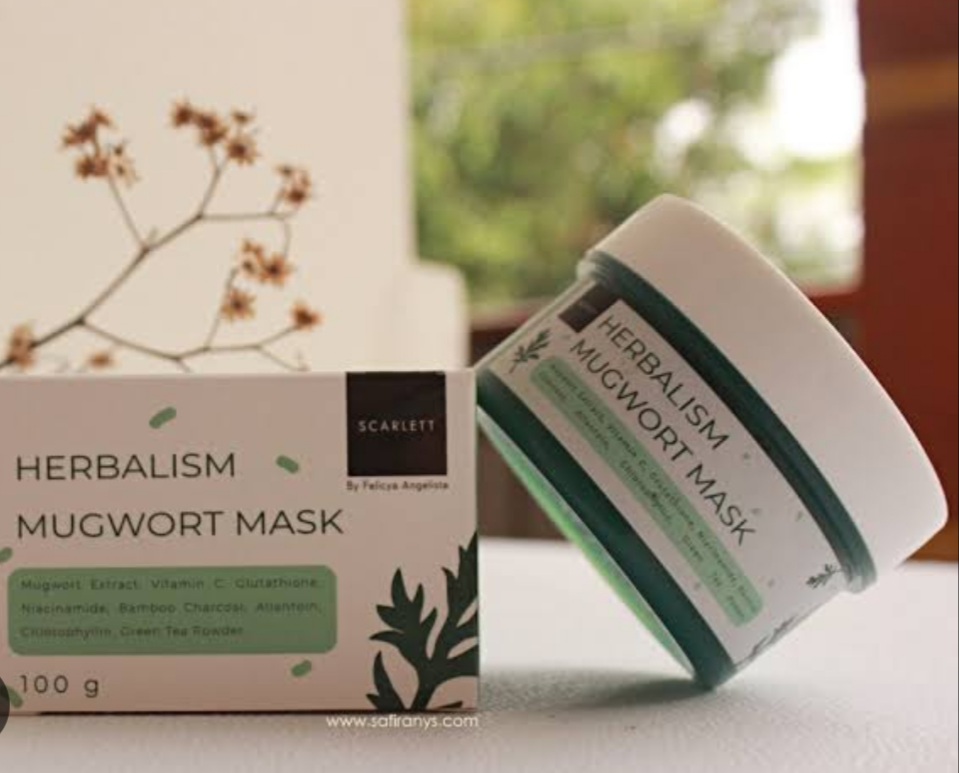 SCARLETT
By Felicya Angelista
HERBALISM
MUGWORT MASK
Mugwort Extract, Vitamin C, Glutathione,
Niacinamide, Bamboo Charcoal, Allantoin,
Chlorophyllin, Green Tea Powder
100 g
www.safiranys.com
HERBALISM
MUGWORT MASK